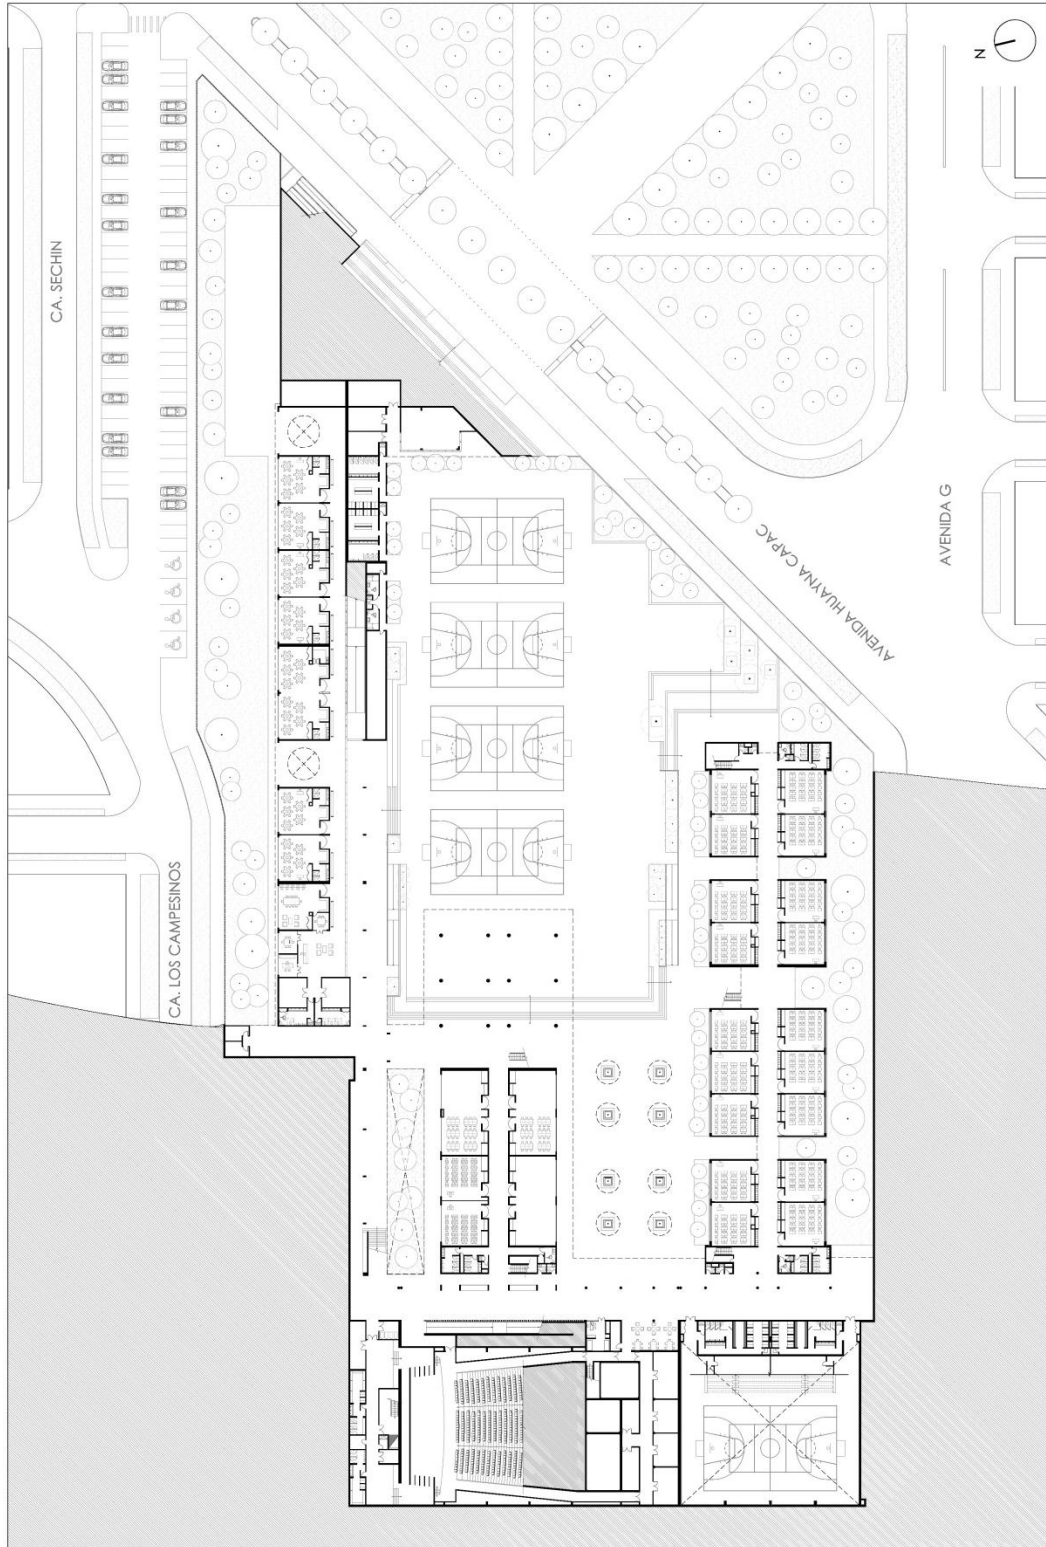 N
CA. SECHIN
AVENIDA G
AVENIDA HUAYNA CAPAC
CA. LOS CAMPESINOS